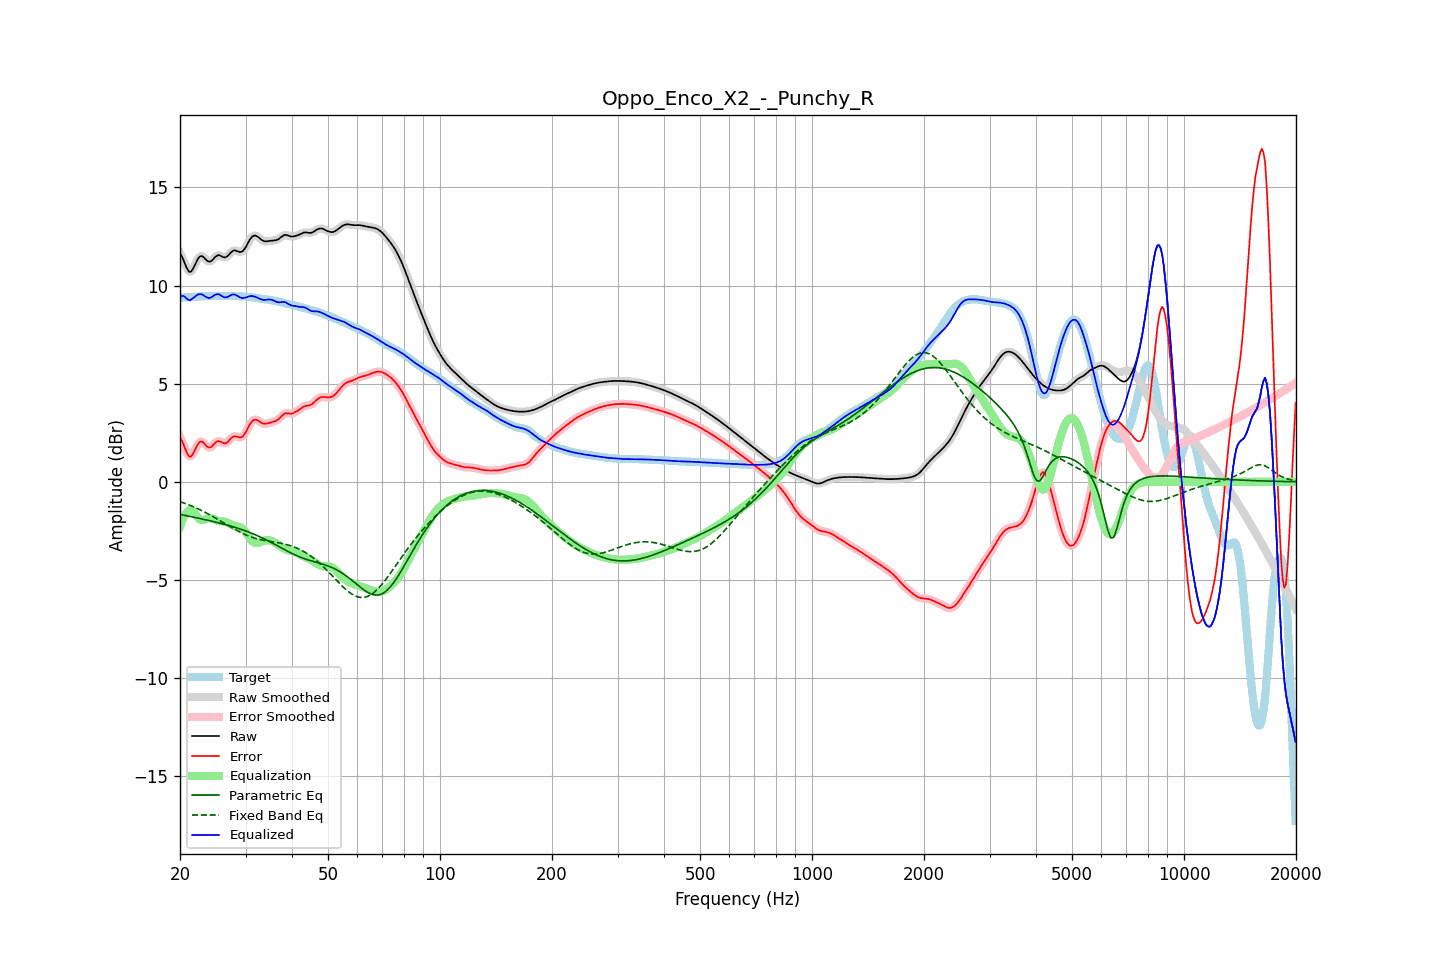 Oppo_Enco_X2_-_Punchy_R
Amplitude (dBr)
15
10
5
0
−5
−10
−15
Target
Raw Smoothed
Error Smoothed
Raw
Error
Equalization
Parametric Eq
Fixed Band Eq
Equalized
20 50 100 200 500 1000 2000 5000 10000 20000
Frequency (Hz)